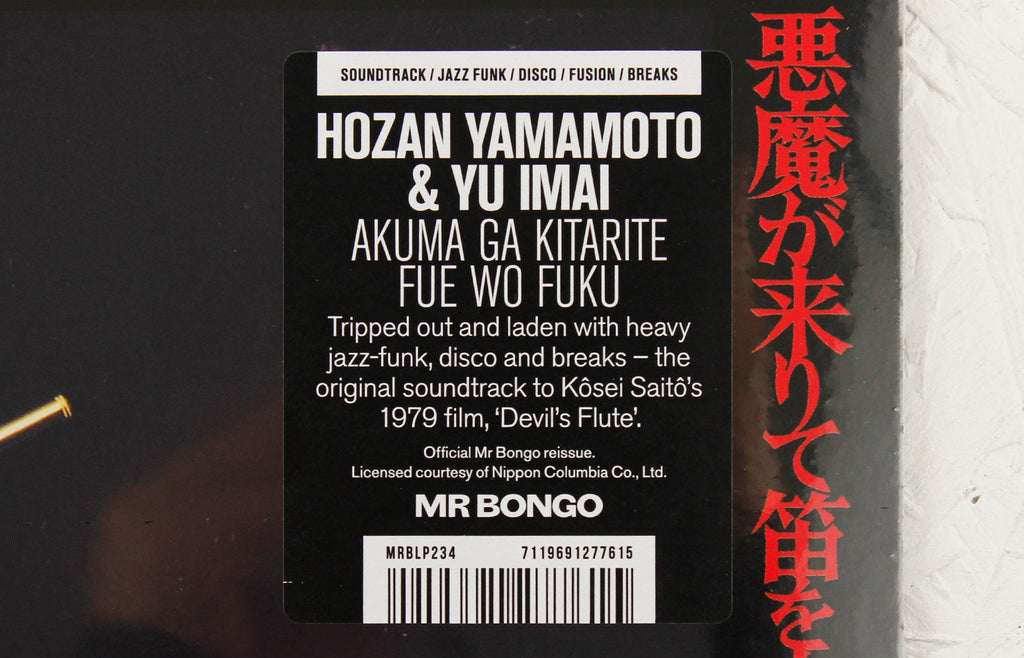 SOUNDTRACK / JAZZ FUNK / DISCO / FUSION / BREAKS
HOZAN YAMAMOTO
& YU IMAI
AKUMA GA KITARITE
FUE WO FUKU
Tripped out and laden with heavy
jazz-funk, disco and breaks – the
original soundtrack to Kôsei Saitô's
1979 film, ‘Devil's Flute’.
Official Mr Bongo reissue.
Licensed courtesy of Nippon Columbia Co., Ltd.
MR BONGO
MRBLP234 7119691277615
悪魔が来りて笛を